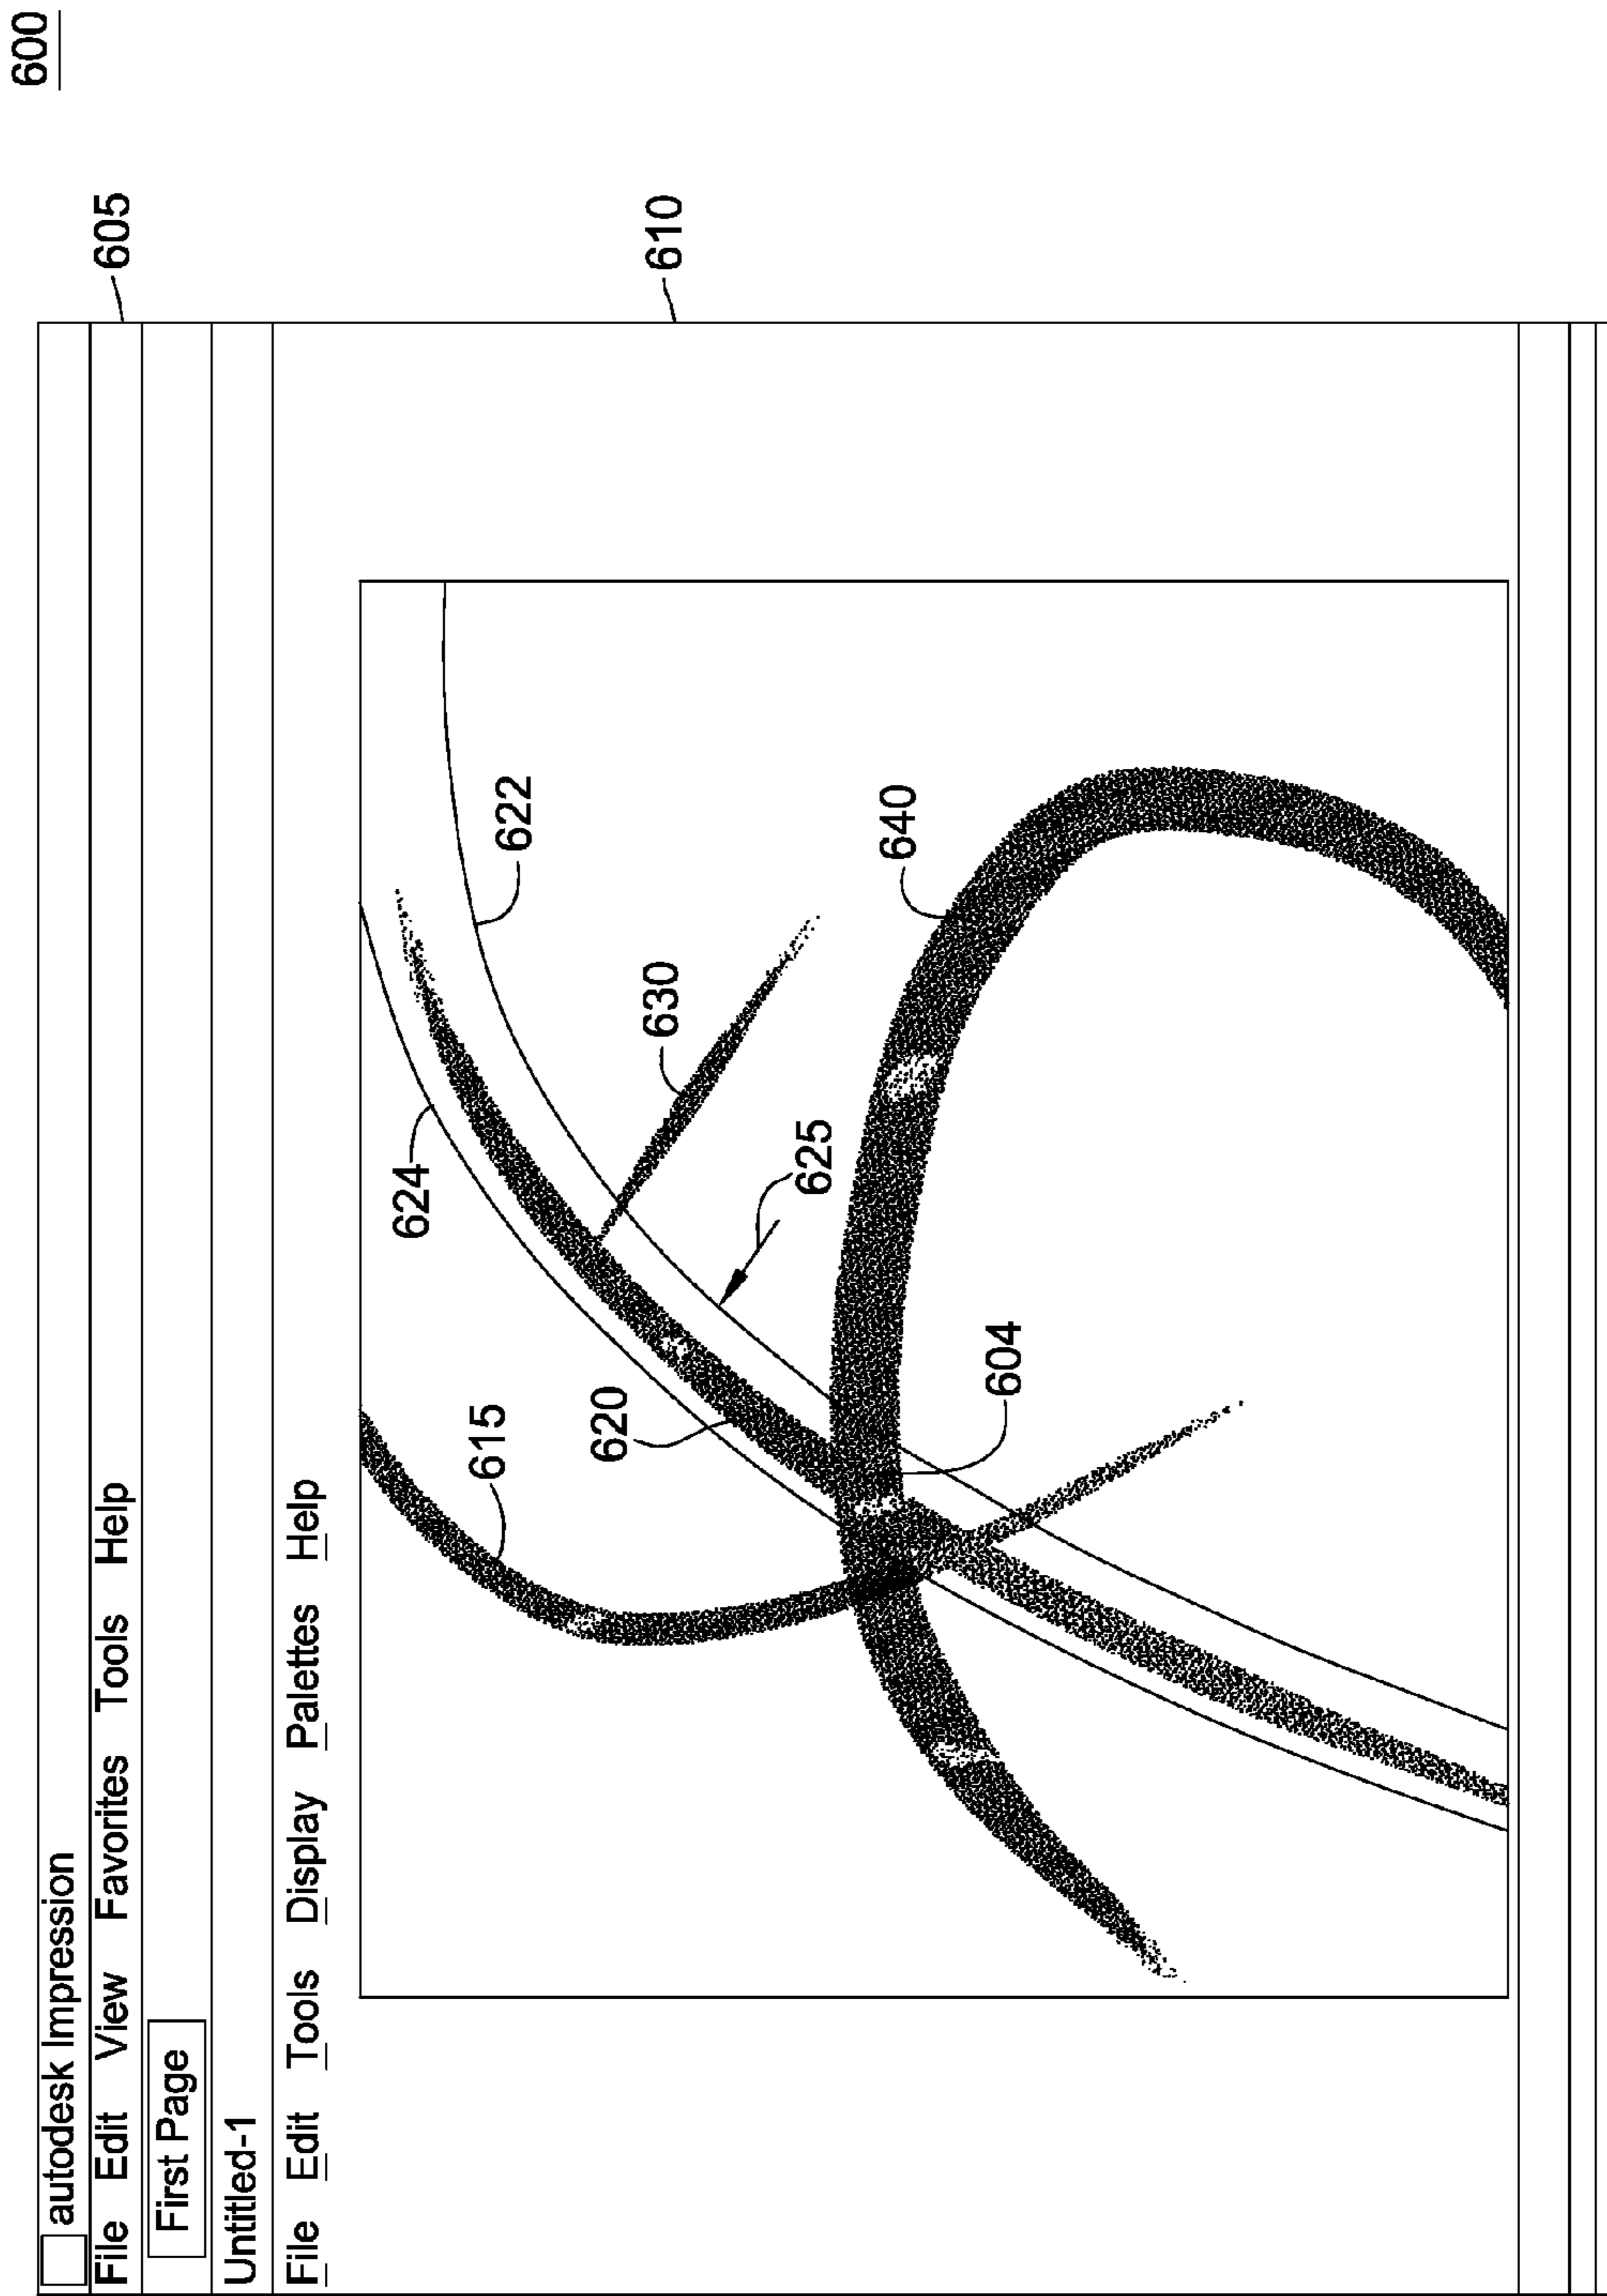 600
autodesk Impression
File Edit View Favorites Tools Help
605
First Page
Untitled-1
File Edit Tools Display Palettes Help
610
624
622
615
630
620
625
640
604